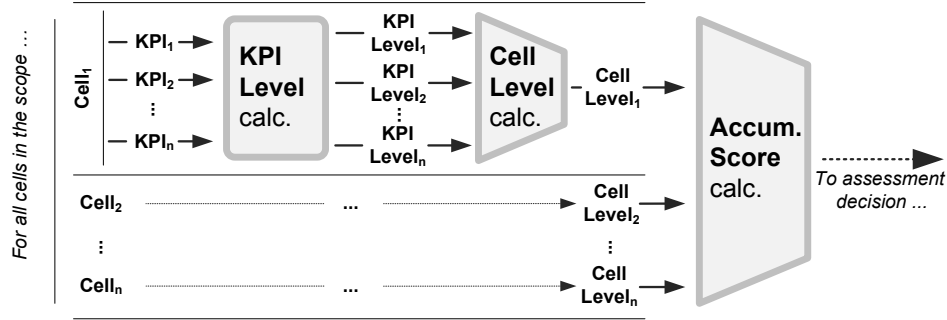 For all cells in the scope ...
Cell₁
KPI₁
KPI₂
...
KPIₙ
KPI
Level
calc.
KPI
Level₁
KPI
Level₂
...
KPI
Levelₙ
Cell
Level
calc.
Cell
Level₁
Cell₂
...
Cell
Level₂
...
...
Cellₙ
...
Cell
Levelₙ
Accum.
Score
calc.
To assessment
decision ...